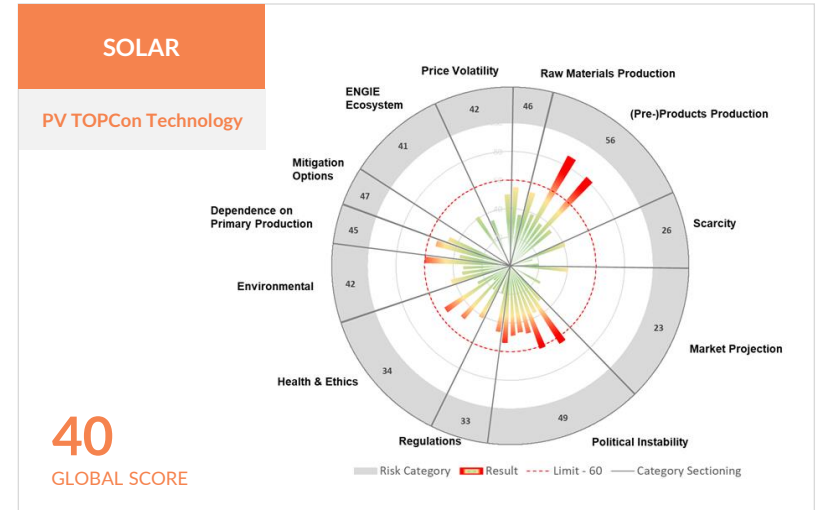 SOLAR
PV TOPCon Technology
Price Volatility
Raw Materials Production
ENGIE
Ecosystem
(Pre-)Products Production
Mitigation
Options
Dependence on
Primary Production
Scarcity
Environmental
Market Projection
Health & Ethics
Regulations
Political Instability
42
46
56
41
47
45
26
42
23
34
33
49
40
GLOBAL SCORE
Risk Category
Result
Limit - 60
Category Sectioning